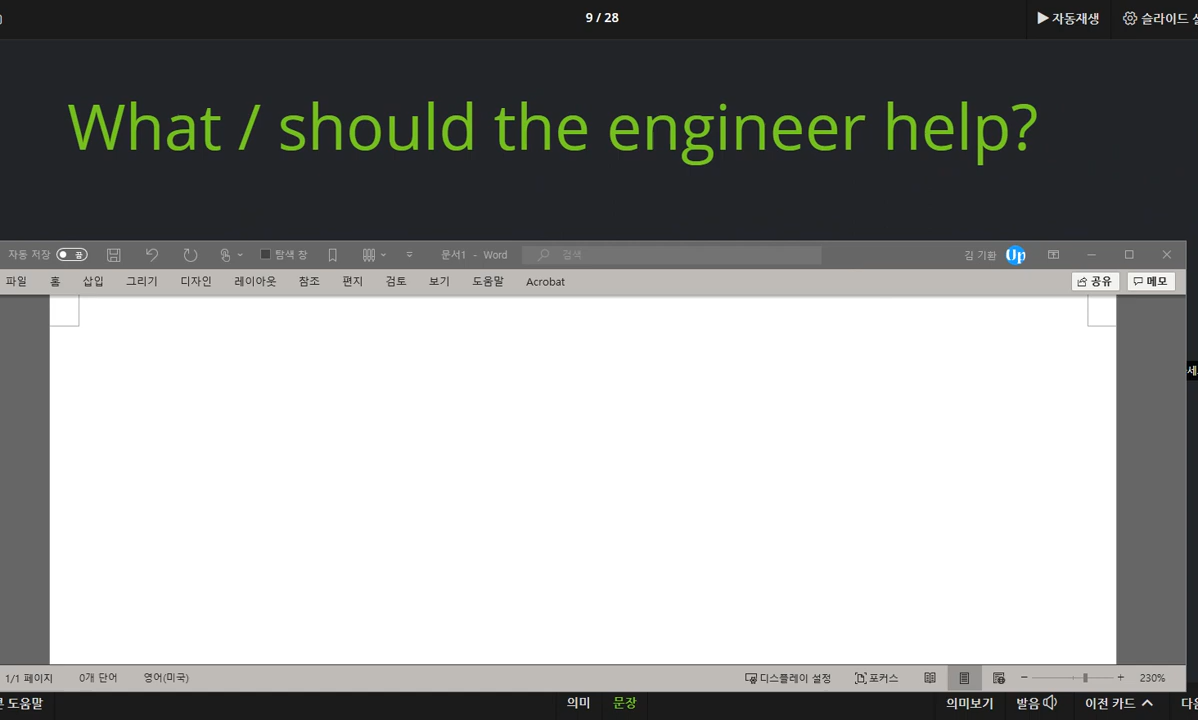 9 / 28
▶ 자동재생
슬라이드
What / should the engineer help?
자동 저장 끔
탐색 창
문서1 - Word
검색
김 기환
Up
파일 홈 삽입 그리기 디자인 레이아웃 참조 편지 검토 보기 도움말 Acrobat
공유 메모
세
1/1 페이지 0개 단어 영어(미국)
디스플레이 설정 포커스
− + 230%
도움말
의미 문장
의미보기 발음 이전 카드